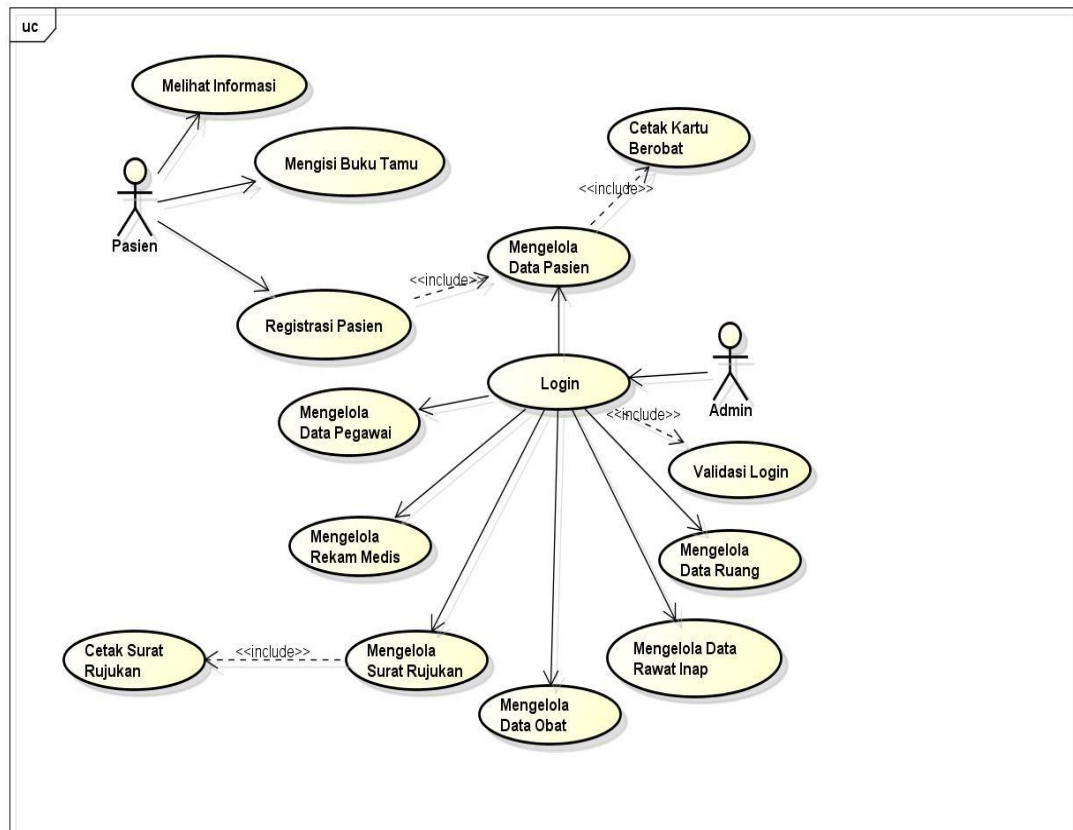 uc
Melihat Informasi
Cetak Kartu
Berobat
Mengisi Buku Tamu
<<include>>
Pasien
Mengelola
Data Pasien
<<include>>
Registrasi Pasien
Login
Admin
Mengelola
Data Pegawai
<<include>>
Validasi Login
Mengelola
Rekam Medis
Mengelola
Data Ruang
Cetak Surat
Rujukan
<<include>>
Mengelola
Surat Rujukan
Mengelola Data
Rawat Inap
Mengelola
Data Obat